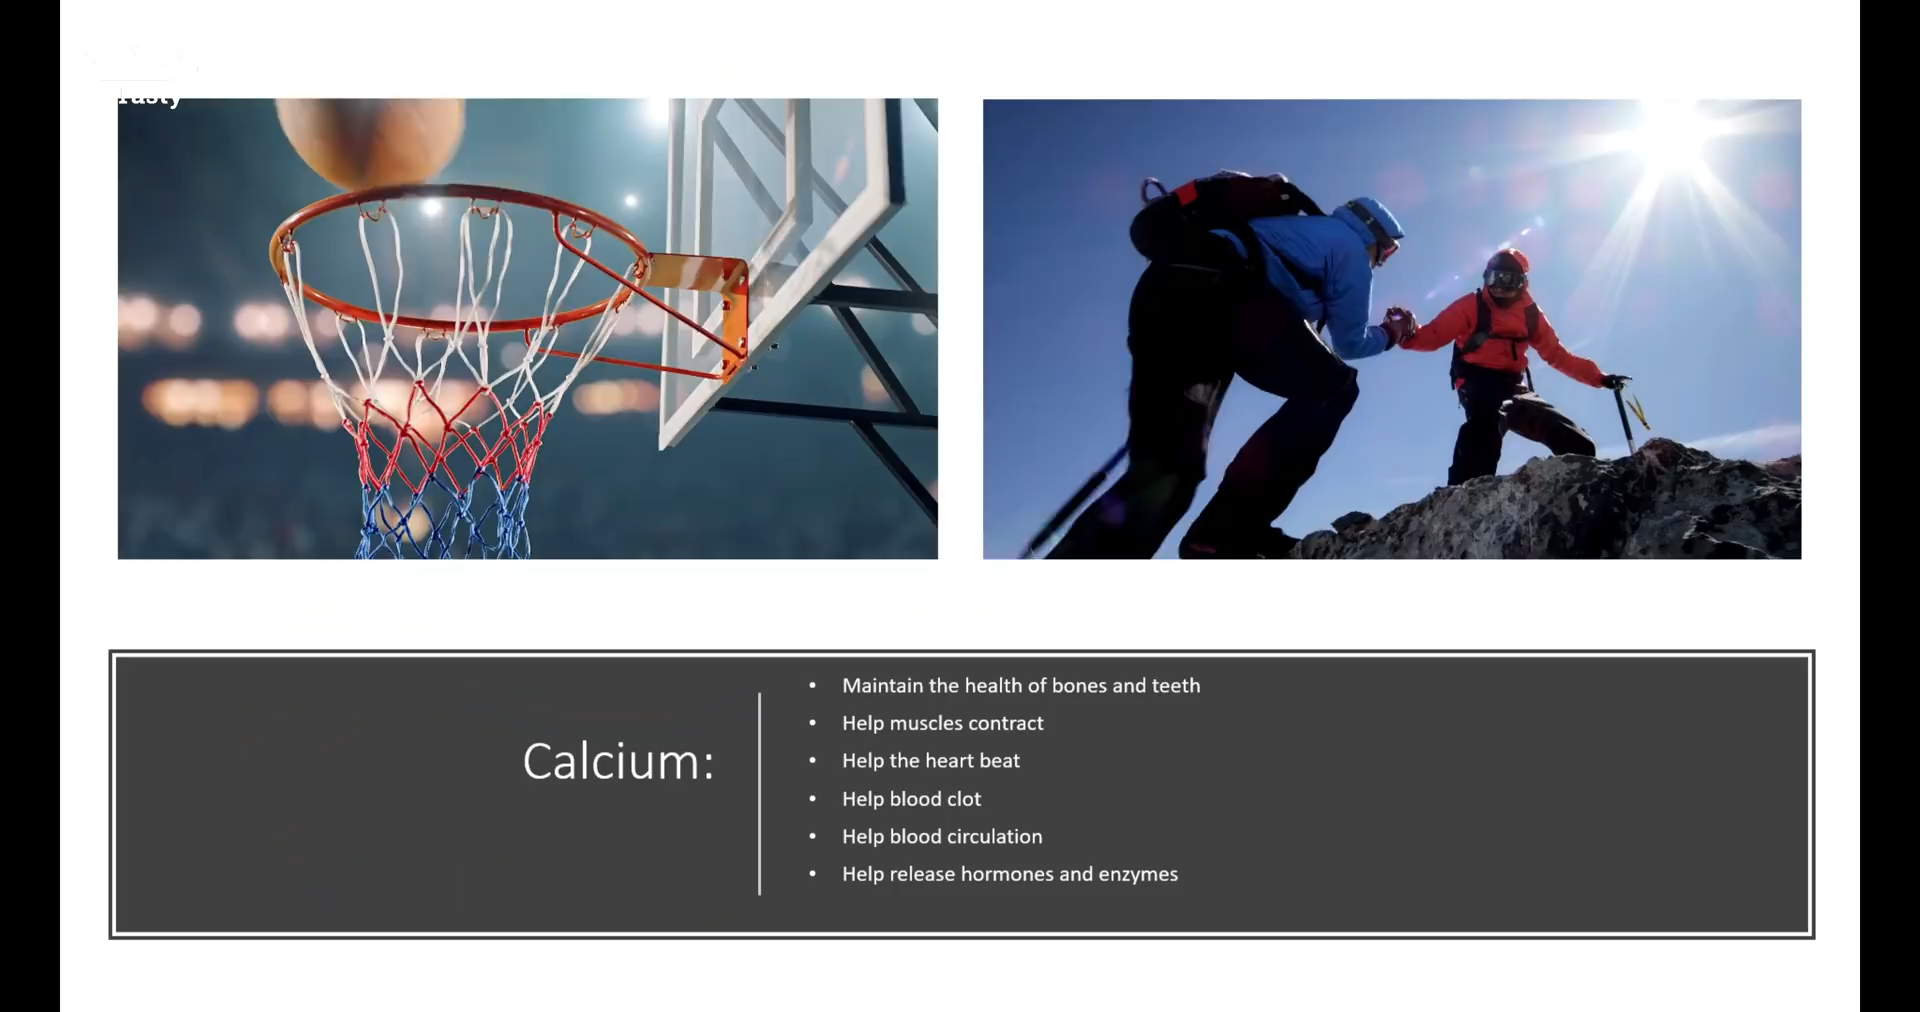 Tasty
Calcium:
• Maintain the health of bones and teeth
• Help muscles contract
• Help the heart beat
• Help blood clot
• Help blood circulation
• Help release hormones and enzymes